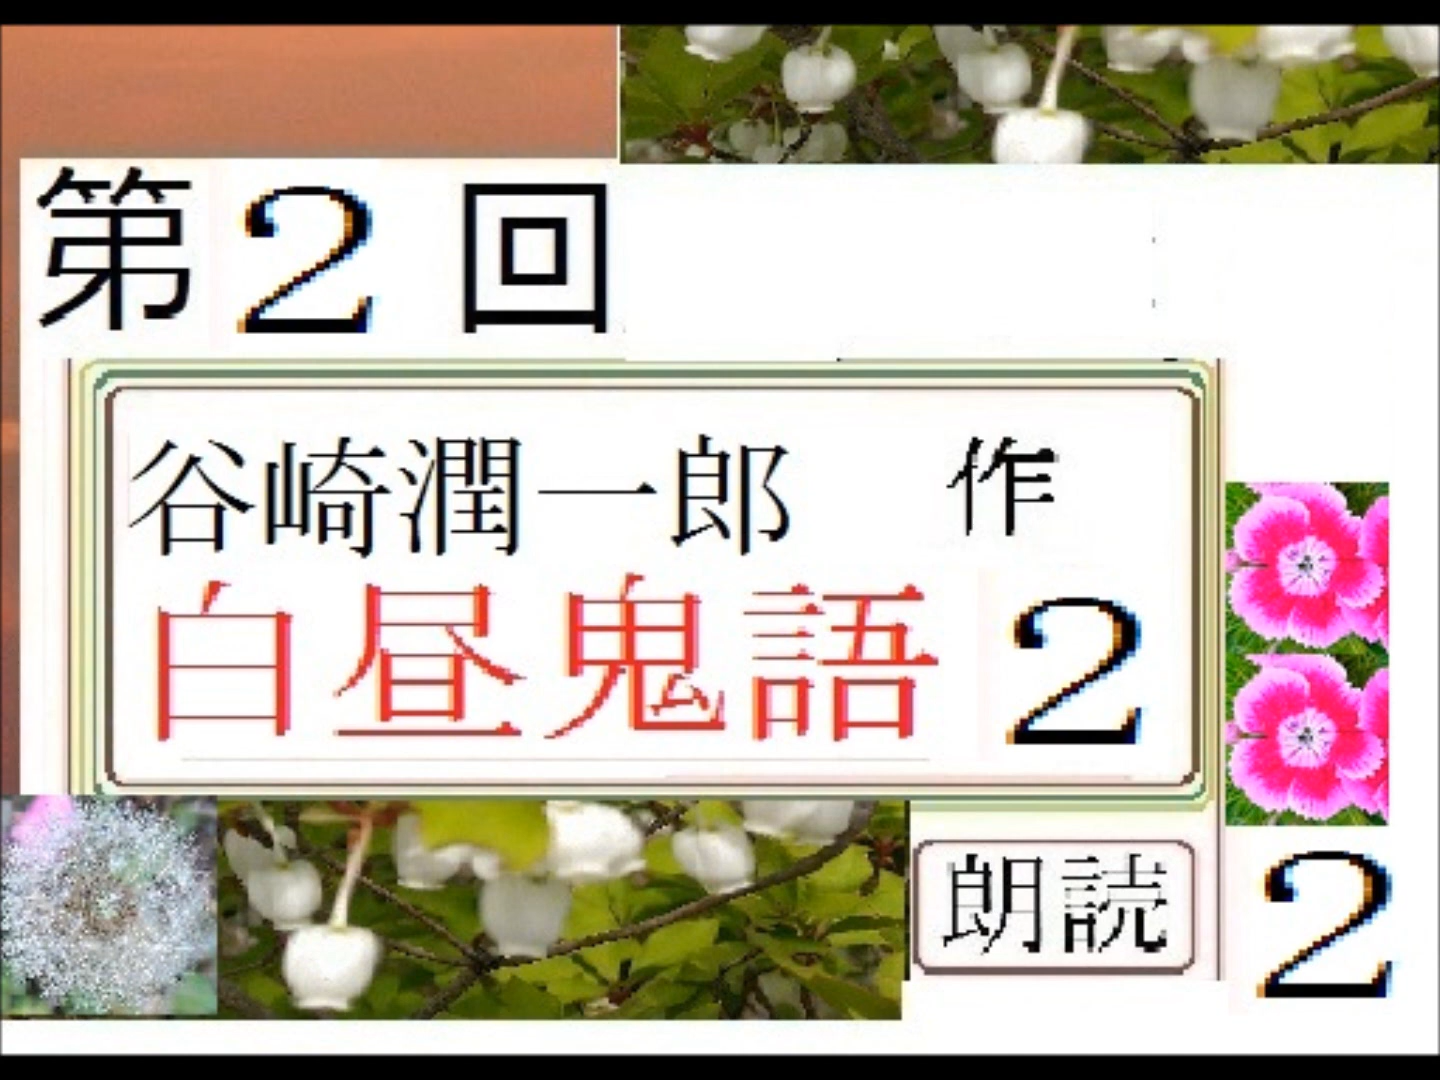 第２回
谷崎潤一郎　作
白昼鬼語　２
朗読　２